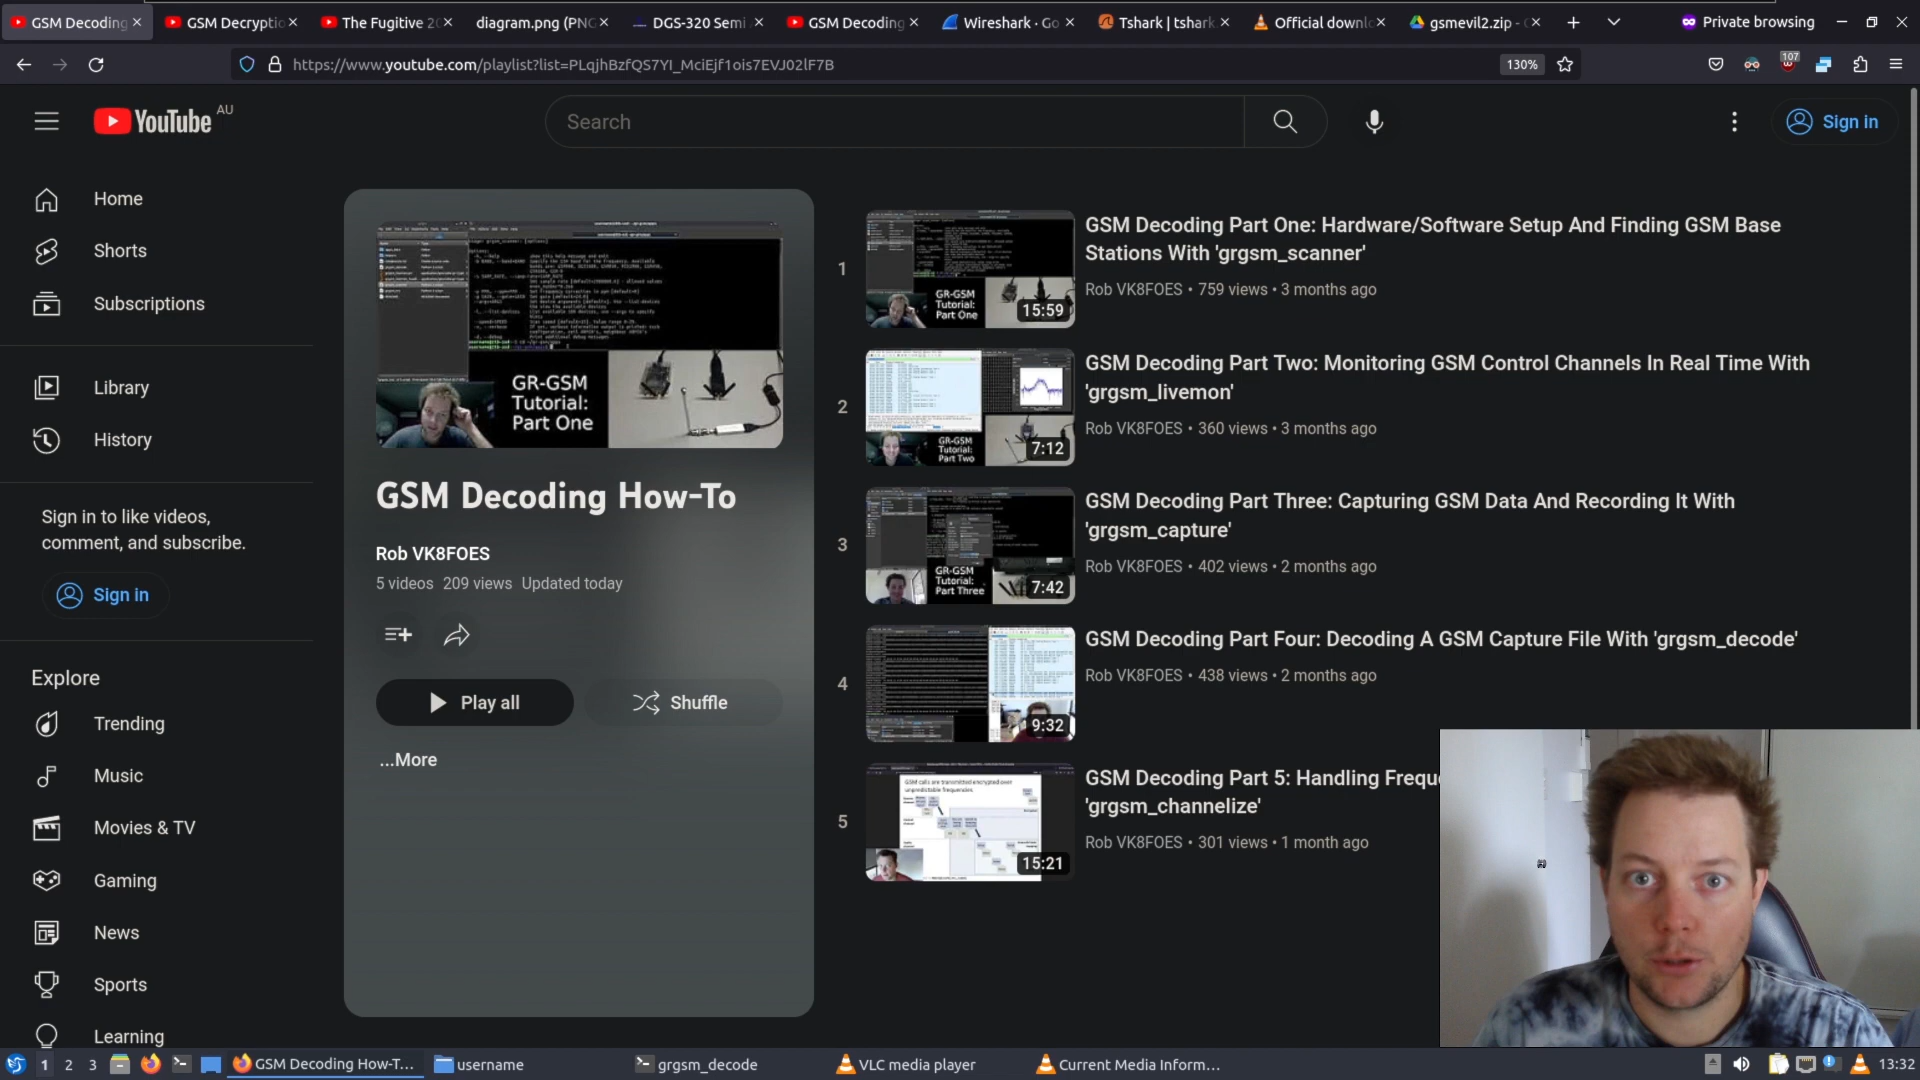 GSM Decoding
GSM Decryptio
The Fugitive 20
diagram.png (PNG
DGS-320 Semi
GSM Decoding
Wireshark · Go
Tshark | tshark
Official downl
gsmevil2.zip -
Private browsing
https://www.youtube.com/playlist?list=PLqjhBzfQS7YI_MciEjf1ois7EVJ02lF7B
130%
107
YouTube AU
Search
Sign in
Home
Shorts
Subscriptions
Library
History
Sign in to like videos,
comment, and subscribe.
Sign in
Explore
Trending
Music
Movies & TV
Gaming
News
Sports
Learning
GR-GSM
Tutorial:
Part One
GSM Decoding How-To
Rob VK8FOES
5 videos 209 views Updated today
Play all
Shuffle
...More
1
GR-GSM
Tutorial:
Part One
15:59
GSM Decoding Part One: Hardware/Software Setup And Finding GSM Base
Stations With 'grgsm_scanner'
Rob VK8FOES • 759 views • 3 months ago
2
GR-GSM
Tutorial:
Part Two
7:12
GSM Decoding Part Two: Monitoring GSM Control Channels In Real Time With
'grgsm_livemon'
Rob VK8FOES • 360 views • 3 months ago
3
GR-GSM
Tutorial:
Part Three
7:42
GSM Decoding Part Three: Capturing GSM Data And Recording It With
'grgsm_capture'
Rob VK8FOES • 402 views • 2 months ago
4
9:32
GSM Decoding Part Four: Decoding A GSM Capture File With 'grgsm_decode'
Rob VK8FOES • 438 views • 2 months ago
5
GSM calls are transmitted encrypted over
unpredictable frequencies
15:21
GSM Decoding Part 5: Handling Frequ
'grgsm_channelize'
Rob VK8FOES • 301 views • 1 month ago
1 2 3
GSM Decoding How-T...
username
grgsm_decode
VLC media player
Current Media Inform...
13:32